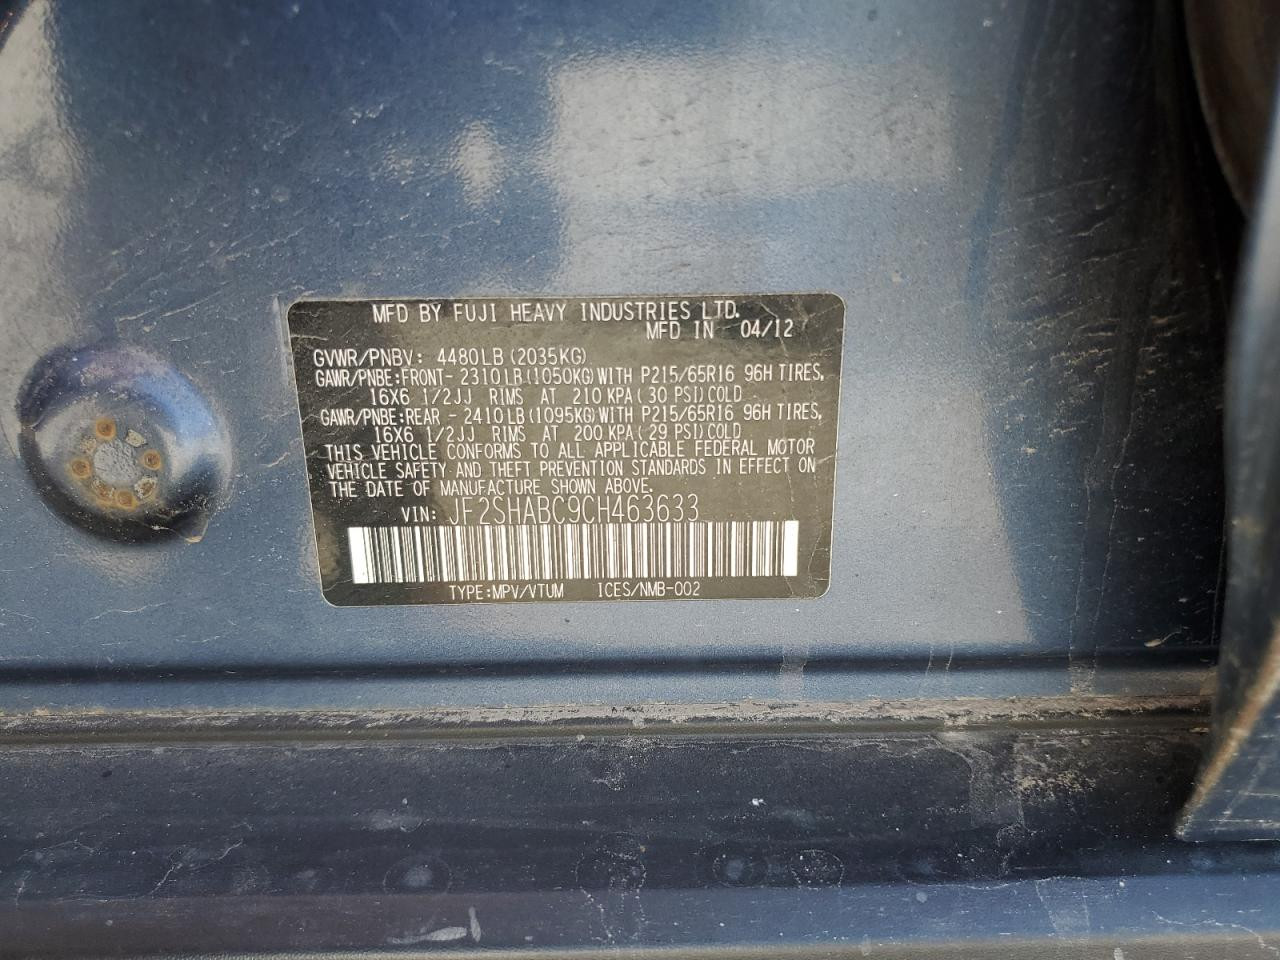 MFD BY FUJI HEAVY INDUSTRIES LTD.
MFD IN 04/12
GVWR/PNBV: 4480LB (2035KG)
GAWR/PNBE:FRONT-2310LB(1050KG)WITH P215/65R16 96H TIRES,
16X6 1/2JJ RIMS AT 210 KPA(30 PSI)COLD
GAWR/PNBE:REAR -2410LB(1095KG)WITH P215/65R16 96H TIRES,
16X6 1/2JJ RIMS AT 200 KPA(29 PSI)COLD
THIS VEHICLE CONFORMS TO ALL APPLICABLE FEDERAL MOTOR
VEHICLE SAFETY AND THEFT PREVENTION STANDARDS IN EFFECT ON
THE DATE OF MANUFACTURE SHOWN ABOVE.
VIN: JF2SHABC9CH463633
TYPE:MPV/VTUM ICES/NMB-002